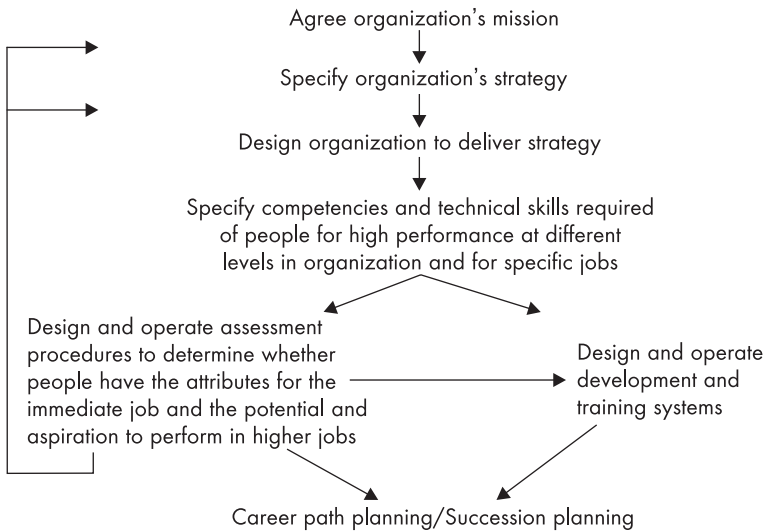 Agree organization’s mission
Specify organization’s strategy
Design organization to deliver strategy
Specify competencies and technical skills required
of people for high performance at different
levels in organization and for specific jobs
Design and operate assessment
procedures to determine whether
people have the attributes for the
immediate job and the potential and
aspiration to perform in higher jobs
Design and operate
development and
training systems
Career path planning/Succession planning